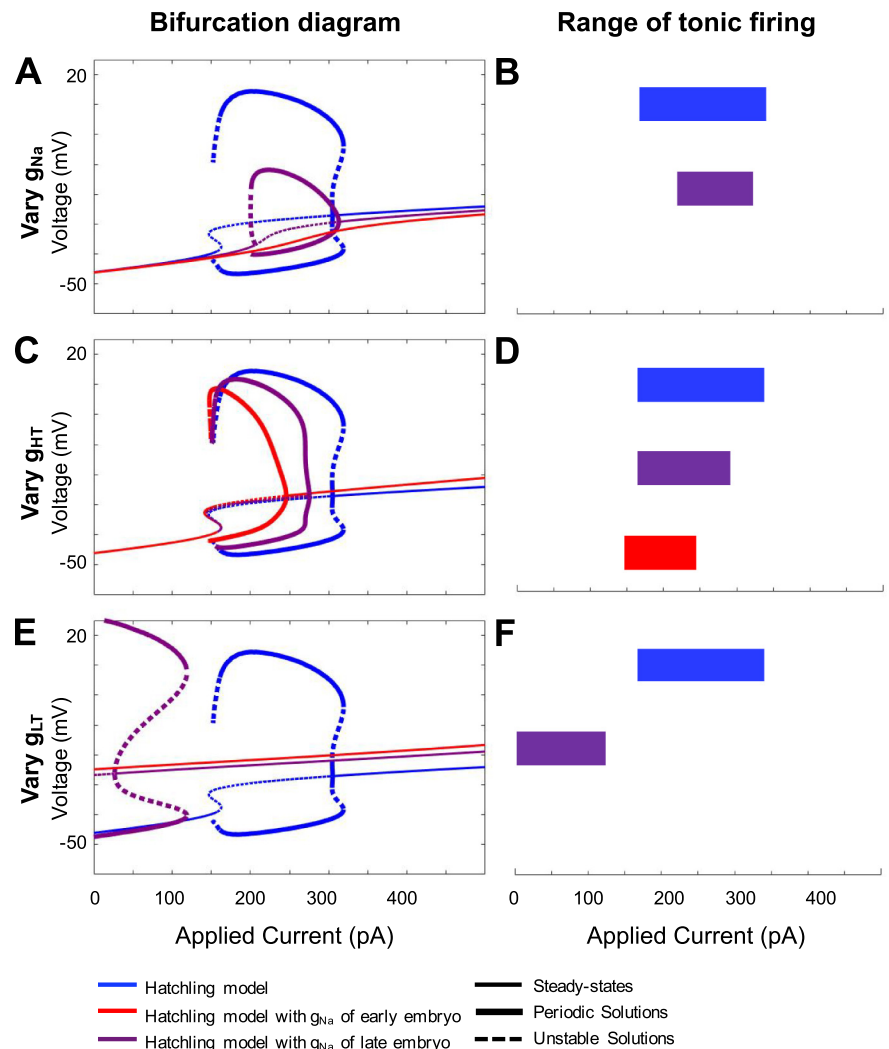 Bifurcation diagram
Range of tonic firing
A
B
Vary gNa
Voltage (mV)
20
-50
C
D
Vary gHT
Voltage (mV)
20
-50
E
F
Vary gLT
Voltage (mV)
20
-50
0 100 200 300 400
0 100 200 300 400
Applied Current (pA)
Applied Current (pA)
Hatchling model
Hatchling model with gNa of early embryo
Hatchling model with gNa of late embryo
Steady-states
Periodic Solutions
Unstable Solutions